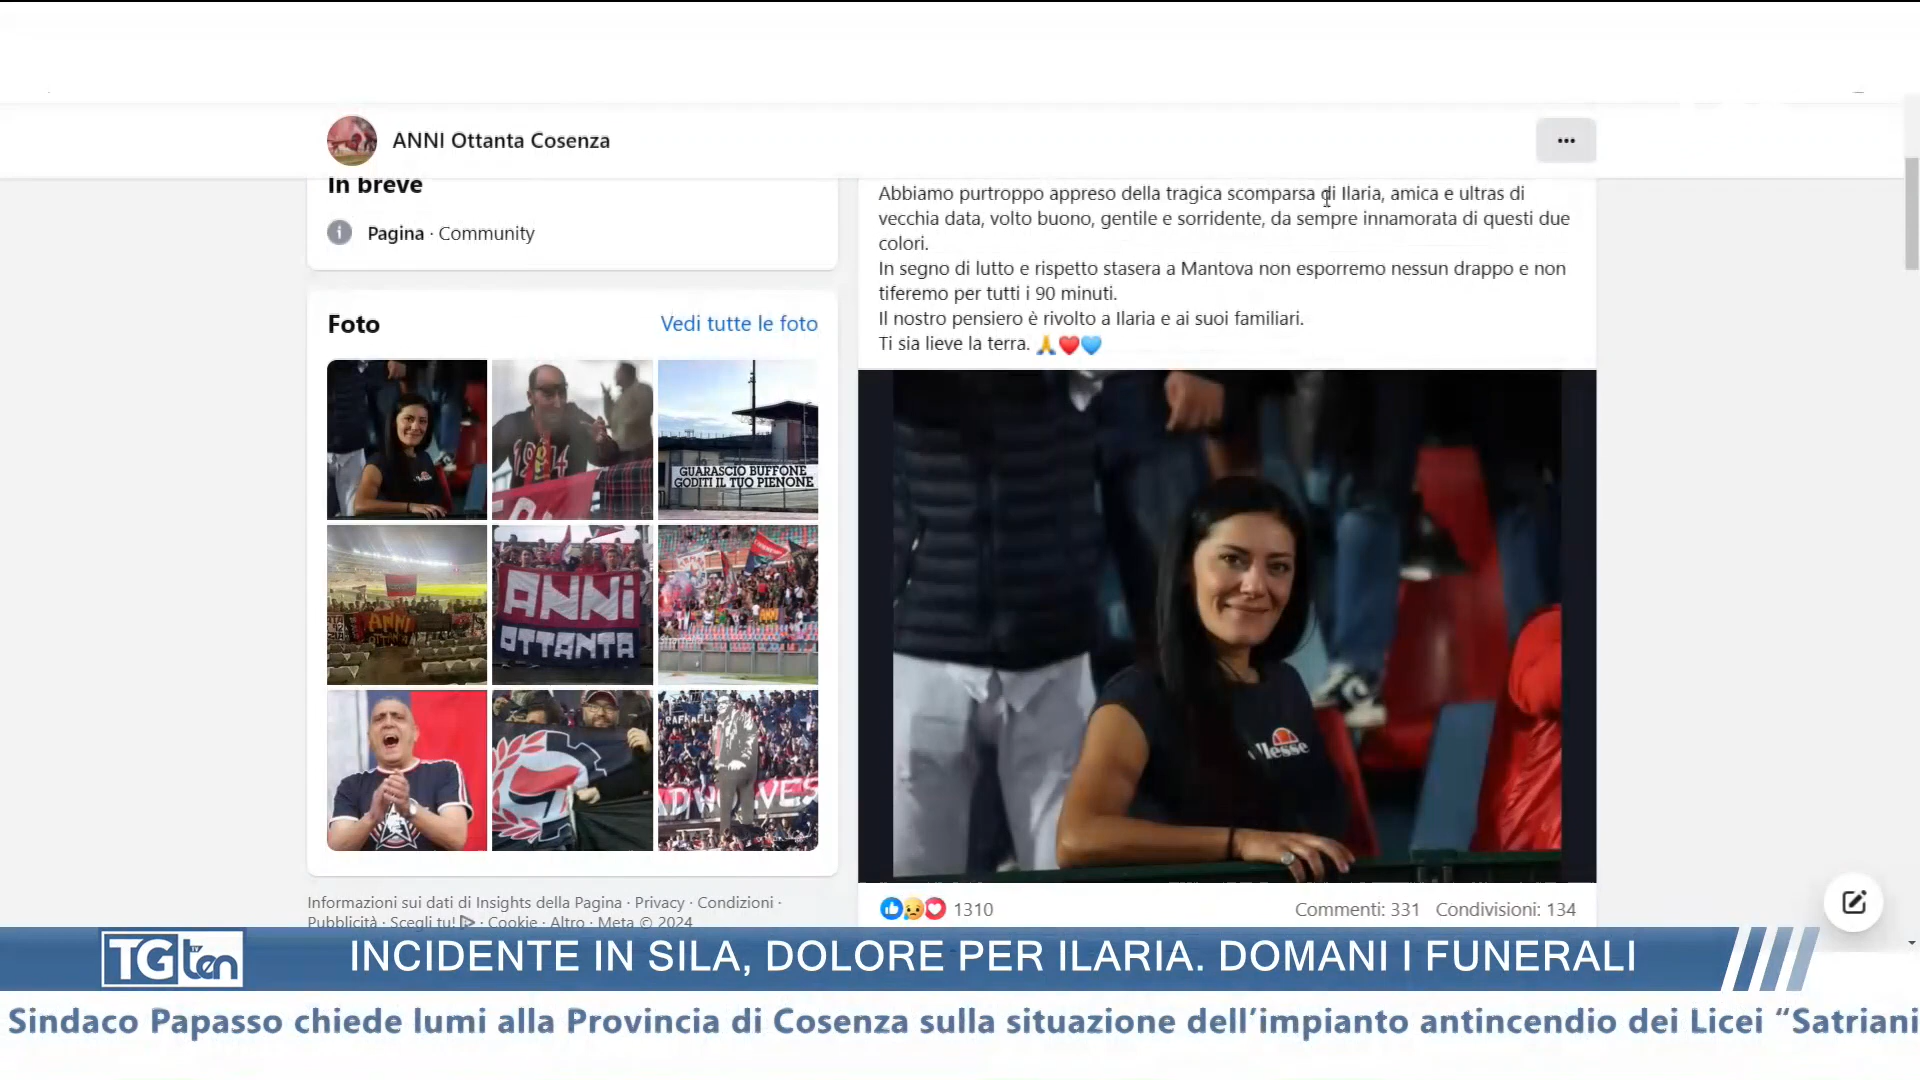 ANNI Ottanta Cosenza
In breve
Pagina · Community
Foto
Vedi tutte le foto
1914
GUARASCIO BUFFONE
GODITI IL TUO PIENONE
ANNI
ANNI
OTTANTA
Informazioni sui dati di Insights della Pagina · Privacy · Condizioni ·
Pubblicità · Scegli tu! · Cookie · Altro · Meta © 2024
Abbiamo purtroppo appreso della tragica scomparsa di Ilaria, amica e ultras di
vecchia data, volto buono, gentile e sorridente, da sempre innamorata di questi due
colori.
In segno di lutto e rispetto stasera a Mantova non esporremo nessun drappo e non
tiferemo per tutti i 90 minuti.
Il nostro pensiero è rivolto a Ilaria e ai suoi familiari.
Ti sia lieve la terra. 🙏❤️💙
ellesse
1310
Commenti: 331 Condivisioni: 134
TG ten TV
INCIDENTE IN SILA, DOLORE PER ILARIA. DOMANI I FUNERALI
Sindaco Papasso chiede lumi alla Provincia di Cosenza sulla situazione dell’impianto antincendio dei Licei “Satriani